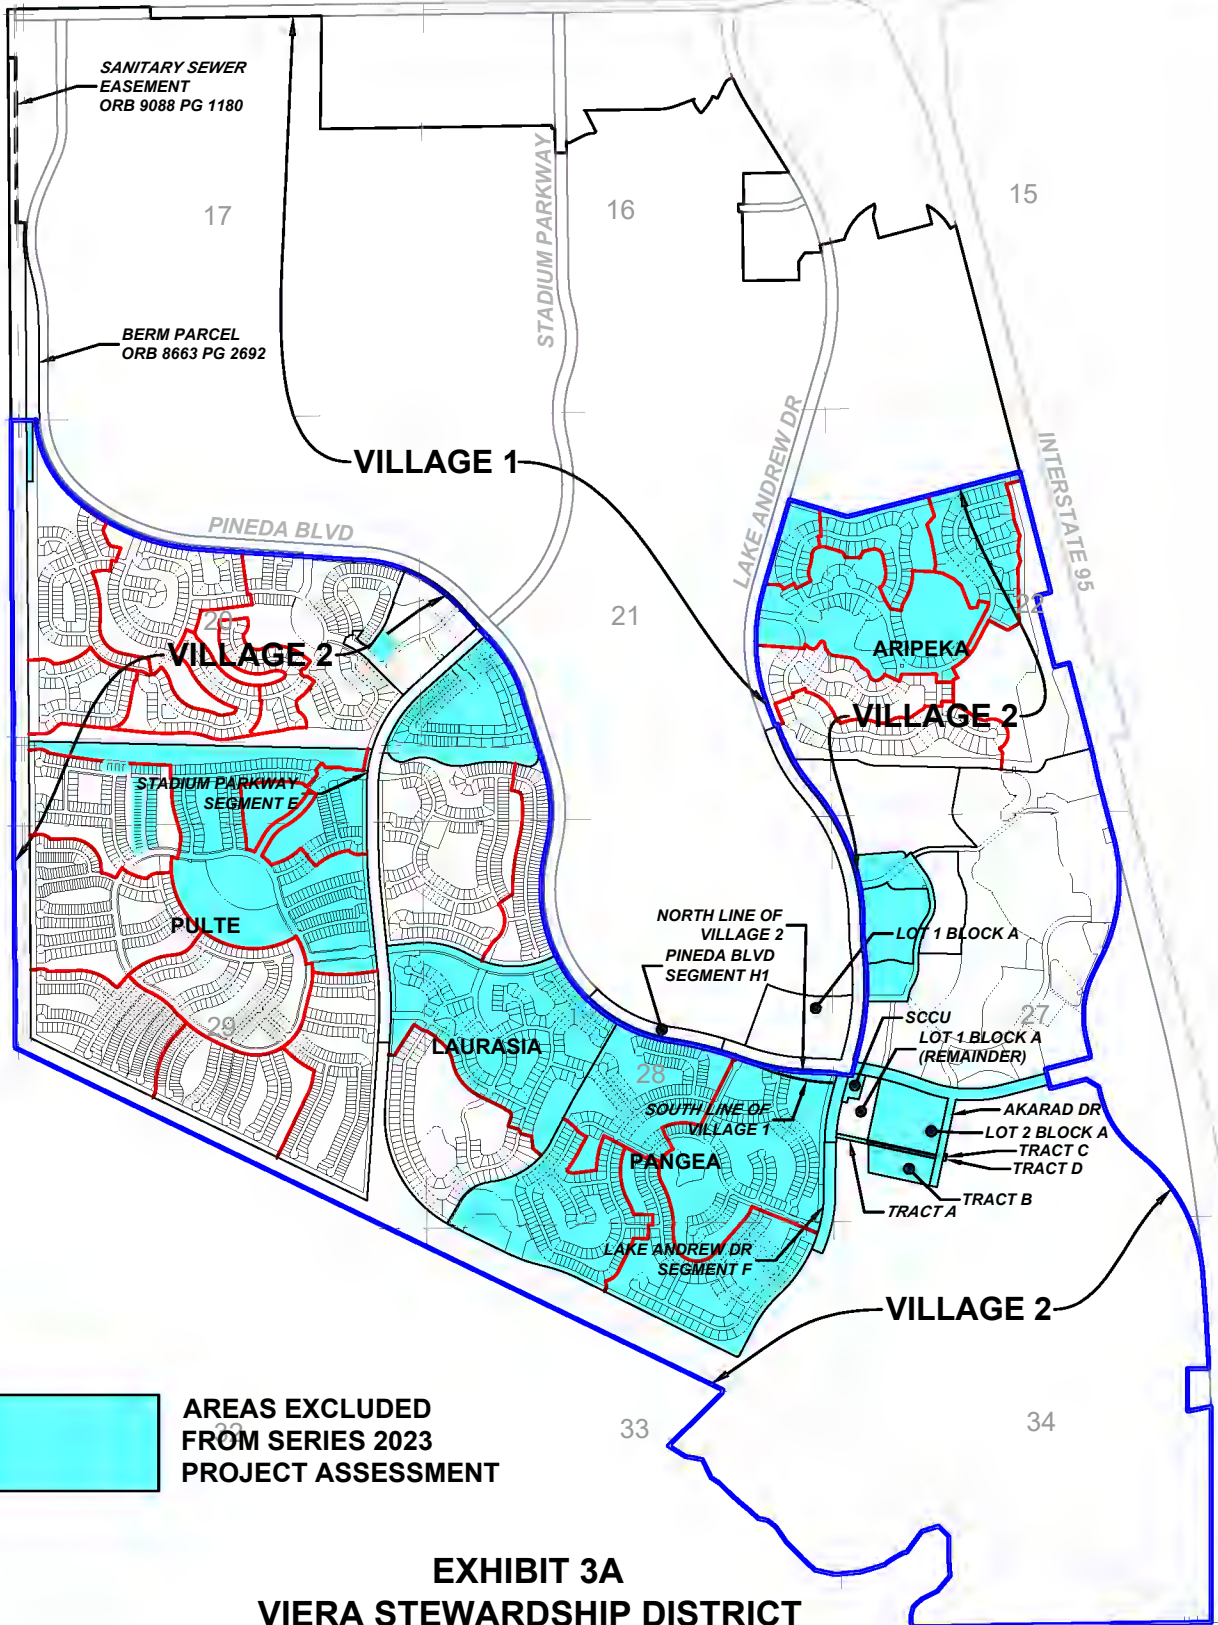 SANITARY SEWER
EASEMENT
ORB 9088 PG 1180
17
16
15
STADIUM PARKWAY
BERM PARCEL
ORB 8663 PG 2692
LAKE ANDREW DR
INTERSTATE 95
VILLAGE 1
PINEDA BLVD
20
21
22
VILLAGE 2
ARIPEKA
VILLAGE 2
STADIUM PARKWAY
SEGMENT E
PULTE
NORTH LINE OF
VILLAGE 2
PINEDA BLVD
SEGMENT H1
LOT 1 BLOCK A
29
LAURASIA
28
27
SCCU
LOT 1 BLOCK A
(REMAINDER)
SOUTH LINE OF
VILLAGE 1
AKARAD DR
LOT 2 BLOCK A
TRACT C
TRACT D
PANGEA
TRACT B
TRACT A
LAKE ANDREW DR
SEGMENT F
VILLAGE 2
32
33
34
AREAS EXCLUDED
FROM SERIES 2023
PROJECT ASSESSMENT
EXHIBIT 3A
VIERA STEWARDSHIP DISTRICT